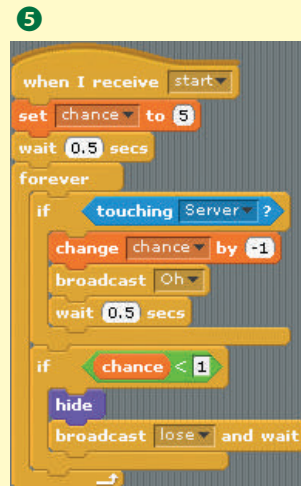 5
when I receive start
set chance to 5
wait 0.5 secs
forever
if touching Server ?
change chance by -1
broadcast Oh
wait 0.5 secs
if chance < 1
hide
broadcast lose and wait